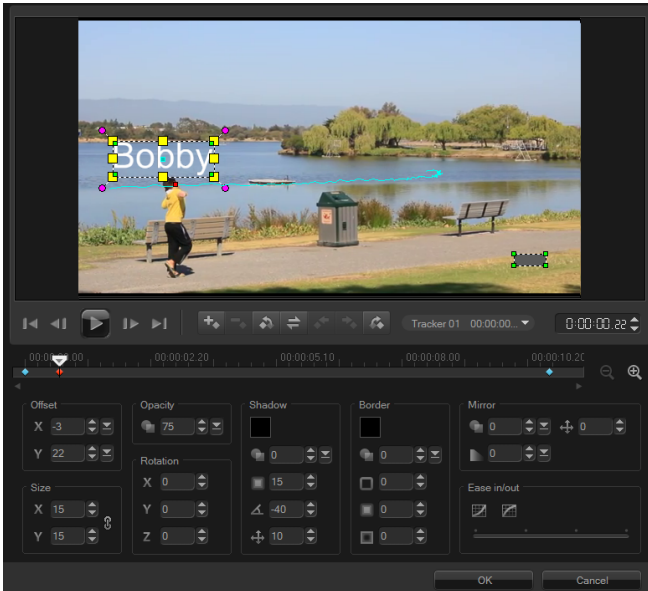 Bobby
Tracker 01 00:00:00...
0:00:00.22
00:00:00.00 00:00:02.20 00:00:05.10 00:00:08.00 00:00:10.20
Offset Opacity Shadow Border Mirror
X -3 75 0 0
Y 22 0 0 0
Rotation
X 0 15 0
Size Ease in/out
X 15 Y 0 -40 0
Y 15 Z 0 10 0
OK Cancel